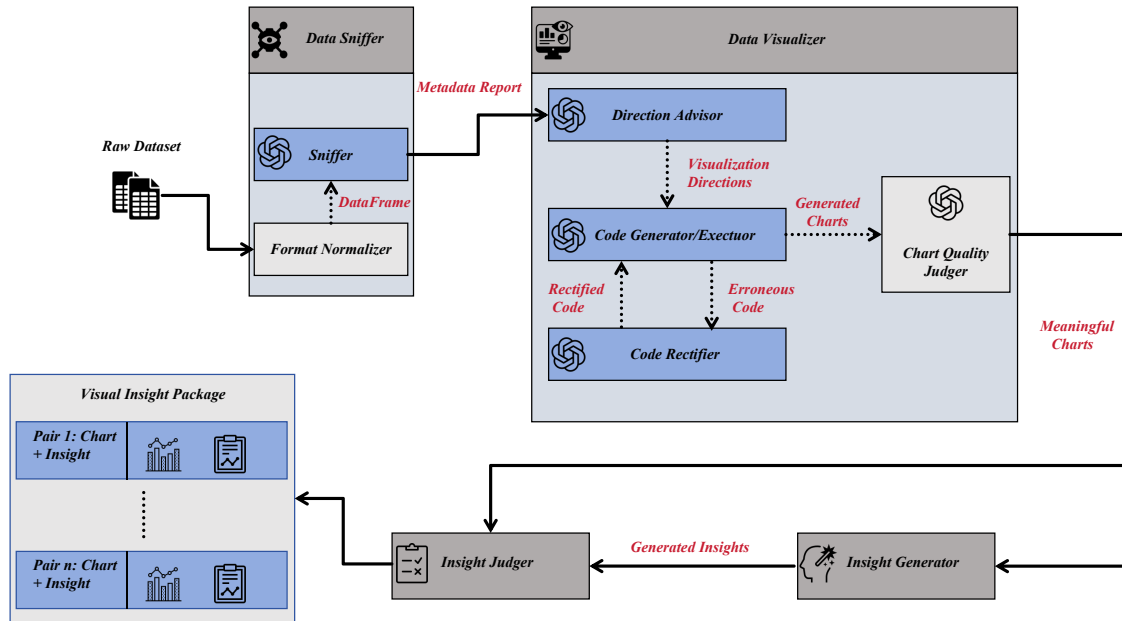 Data Sniffer
Data Visualizer
Metadata Report
Direction Advisor
Raw Dataset
Sniffer
Visualization
Directions
DataFrame
Generated
Charts
Format Normalizer
Code Generator/Exectuor
Chart Quality
Judger
Rectified
Code
Erroneous
Code
Code Rectifier
Meaningful
Charts
Visual Insight Package
Pair 1: Chart
+ Insight
Pair n: Chart
+ Insight
Insight Judger
Generated Insights
Insight Generator